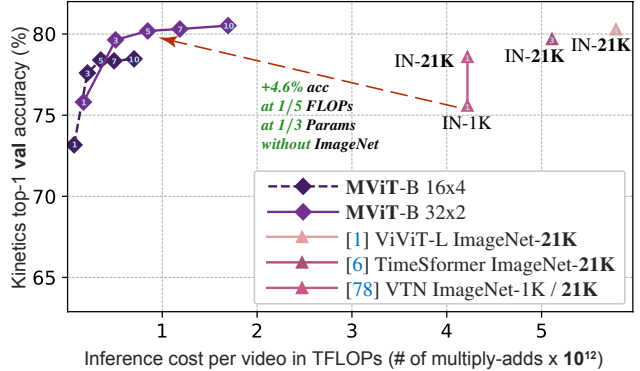 Kinetics top-1 val accuracy (%)
80
75
70
65
1
3
5
7
10
1
3
5
7
10
+4.6% acc
at 1/5 FLOPs
at 1/3 Params
without ImageNet
IN-21K
1
1
IN-1K
3
IN-21K
IN-21K
MViT-B 16x4
MViT-B 32x2
[1] ViViT-L ImageNet-21K
[6] TimeSformer ImageNet-21K
[78] VTN ImageNet-1K / 21K
1 2 3 4 5
Inference cost per video in TFLOPs (# of multiply-adds x 10¹²)